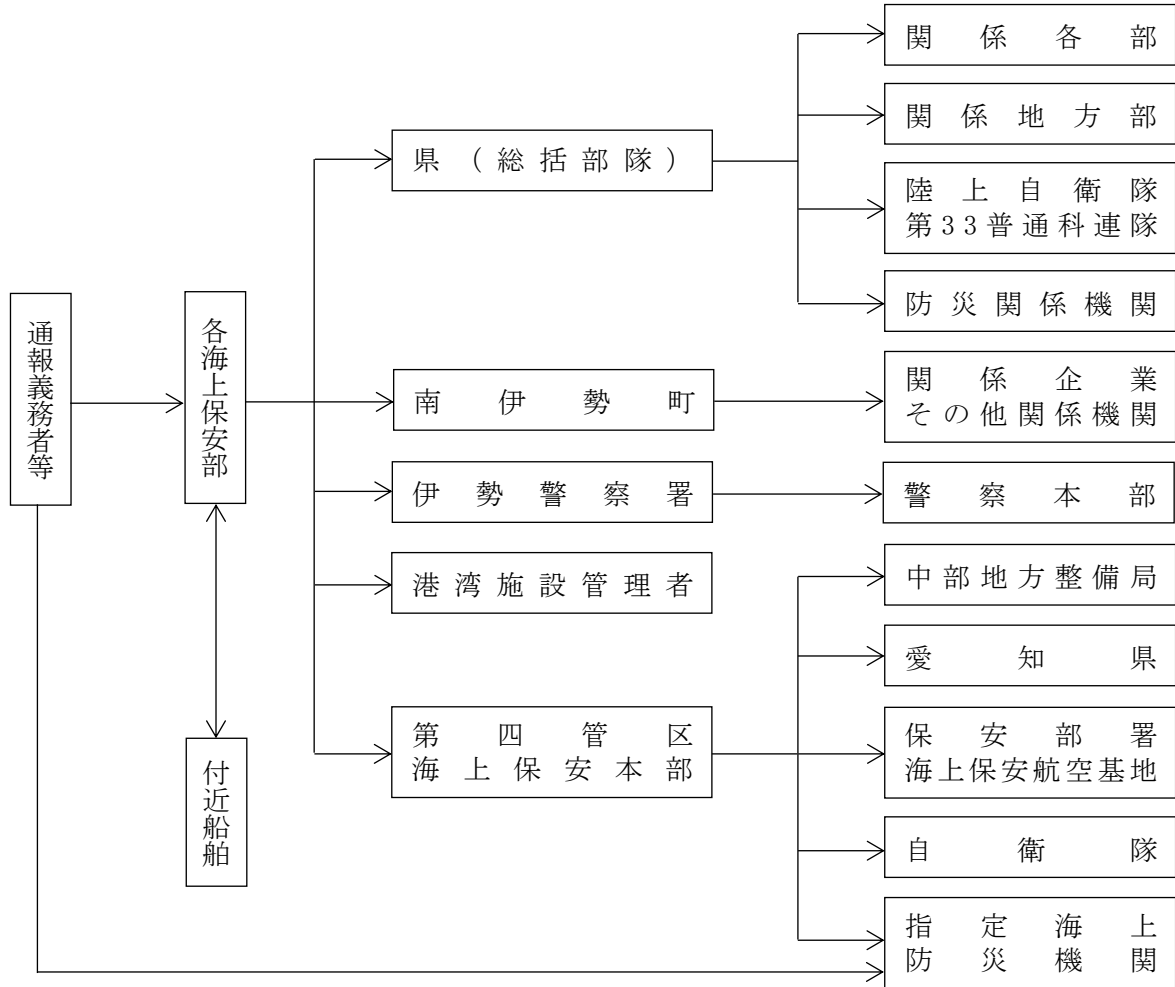 通報義務者等
各海上保安部
付近船舶
県（総括部隊）
南伊勢町
伊勢警察署
港湾施設管理者
第四管区
海上保安本部
関係各部
関係地方部
陸上自衛隊
第33普通科連隊
防災関係機関
関係企業
その他関係機関
警察本部
中部地方整備局
愛知県
保安部署
海上保安航空基地
自衛隊
指定海上
防災機関